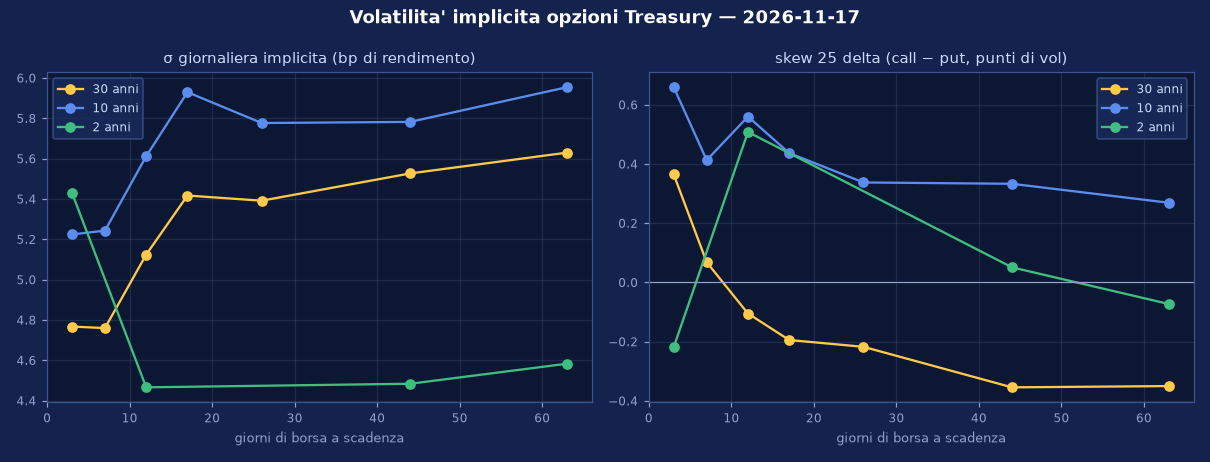 Volatilita' implicita opzioni Treasury — 2026-11-17
σ giornaliera implicita (bp di rendimento)
6.0
5.8
5.6
5.4
5.2
5.0
4.8
4.6
4.4
30 anni
10 anni
2 anni
0 10 20 30 40 50 60
giorni di borsa a scadenza
skew 25 delta (call − put, punti di vol)
0.6
0.4
0.2
0.0
−0.2
−0.4
30 anni
10 anni
2 anni
0 10 20 30 40 50 60
giorni di borsa a scadenza